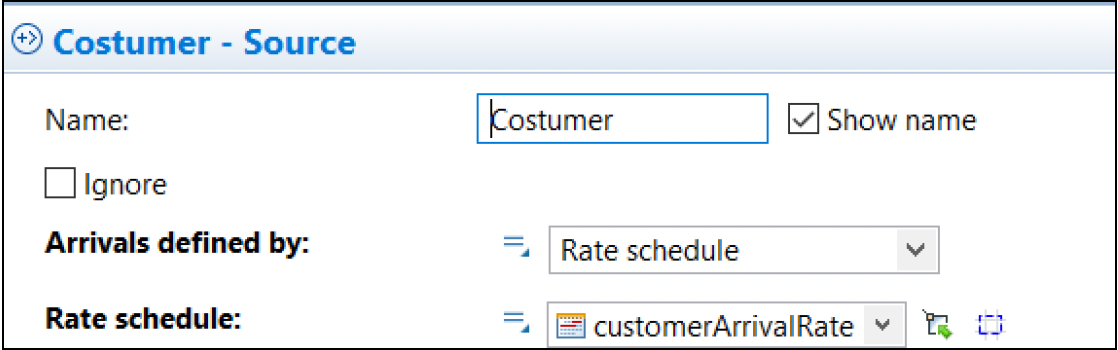 Costumer - Source
Name: Costumer Show name
Ignore
Arrivals defined by: Rate schedule
Rate schedule: customerArrivalRate